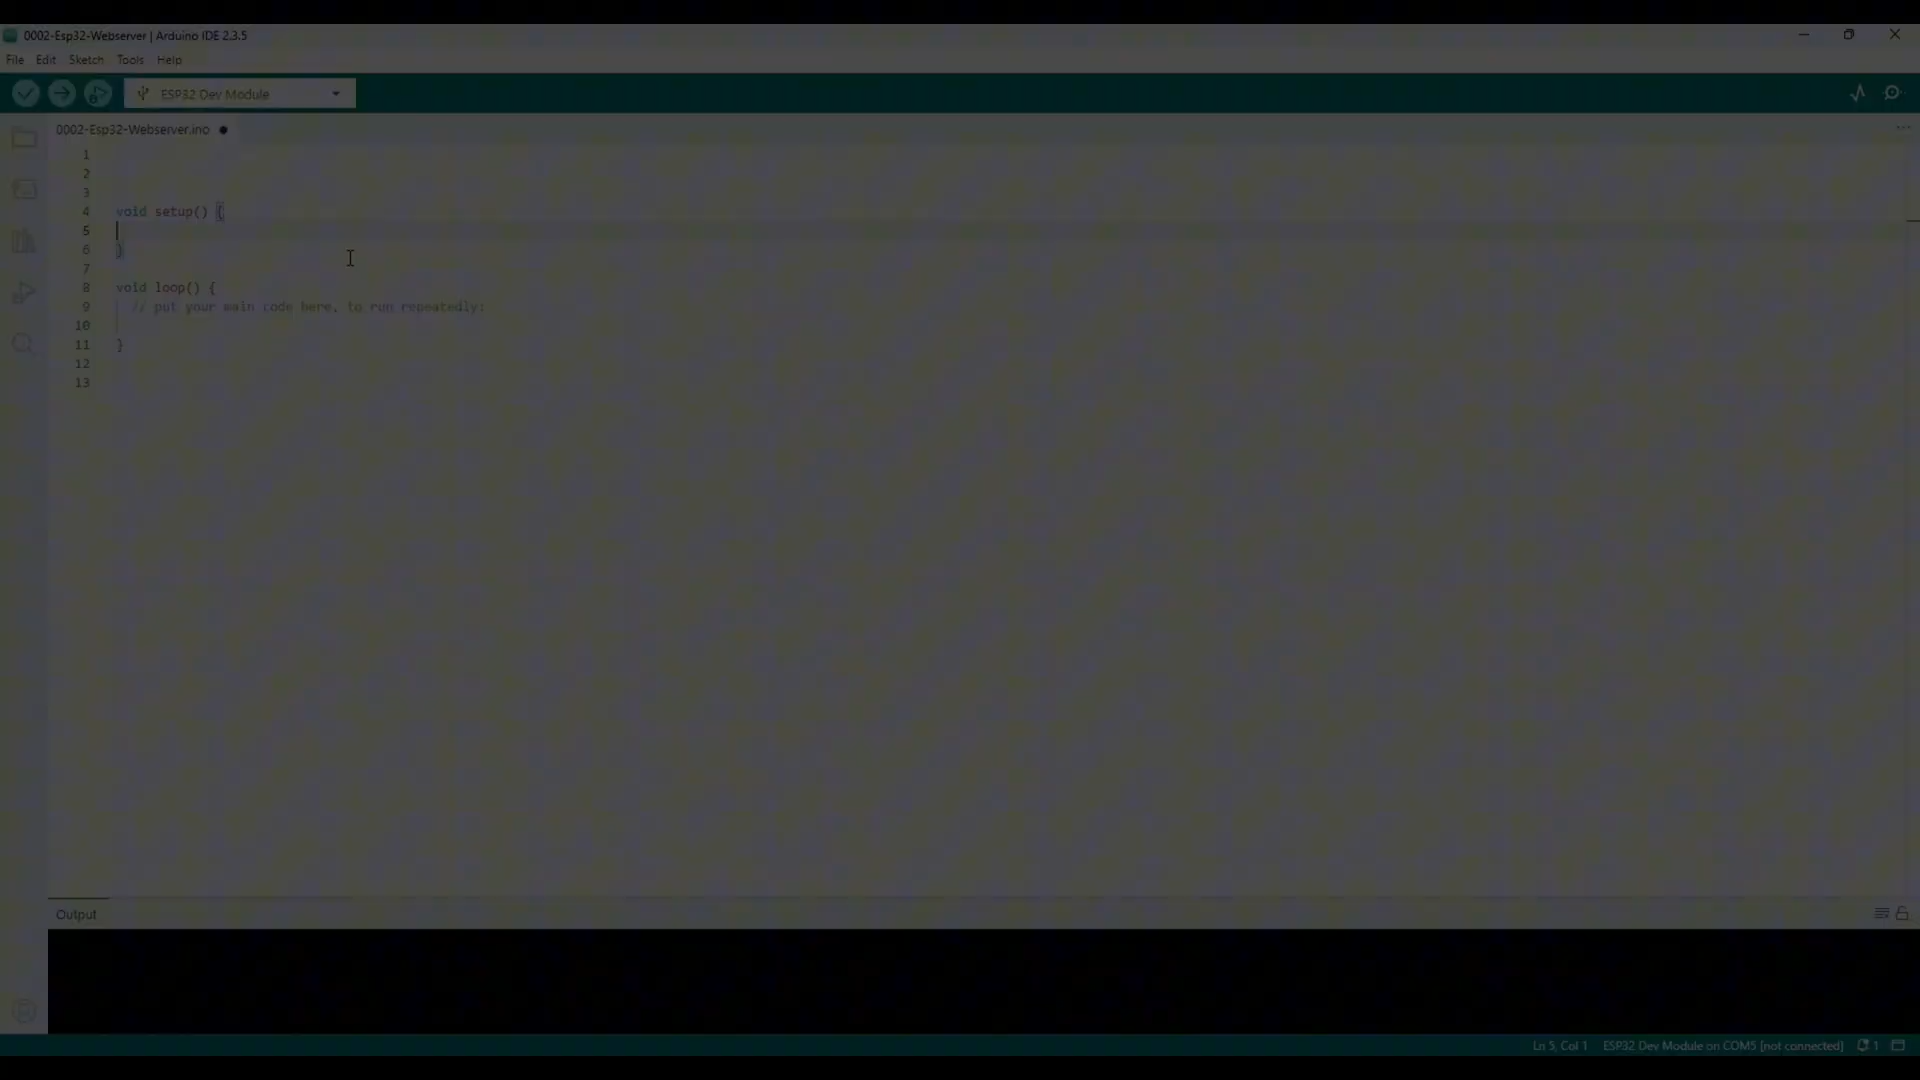 0002-Esp32-Webserver | Arduino IDE 2.3.5
File Edit Sketch Tools Help
ESP32 Dev Module
0002-Esp32-Webserver.ino
1
2
3
4 void setup() {
5
6 }
7
8 void loop() {
9 // put your main code here, to run repeatedly:
10
11 }
12
13
Output
Ln 5, Col 1 ESP32 Dev Module on COM5 [not connected] 1